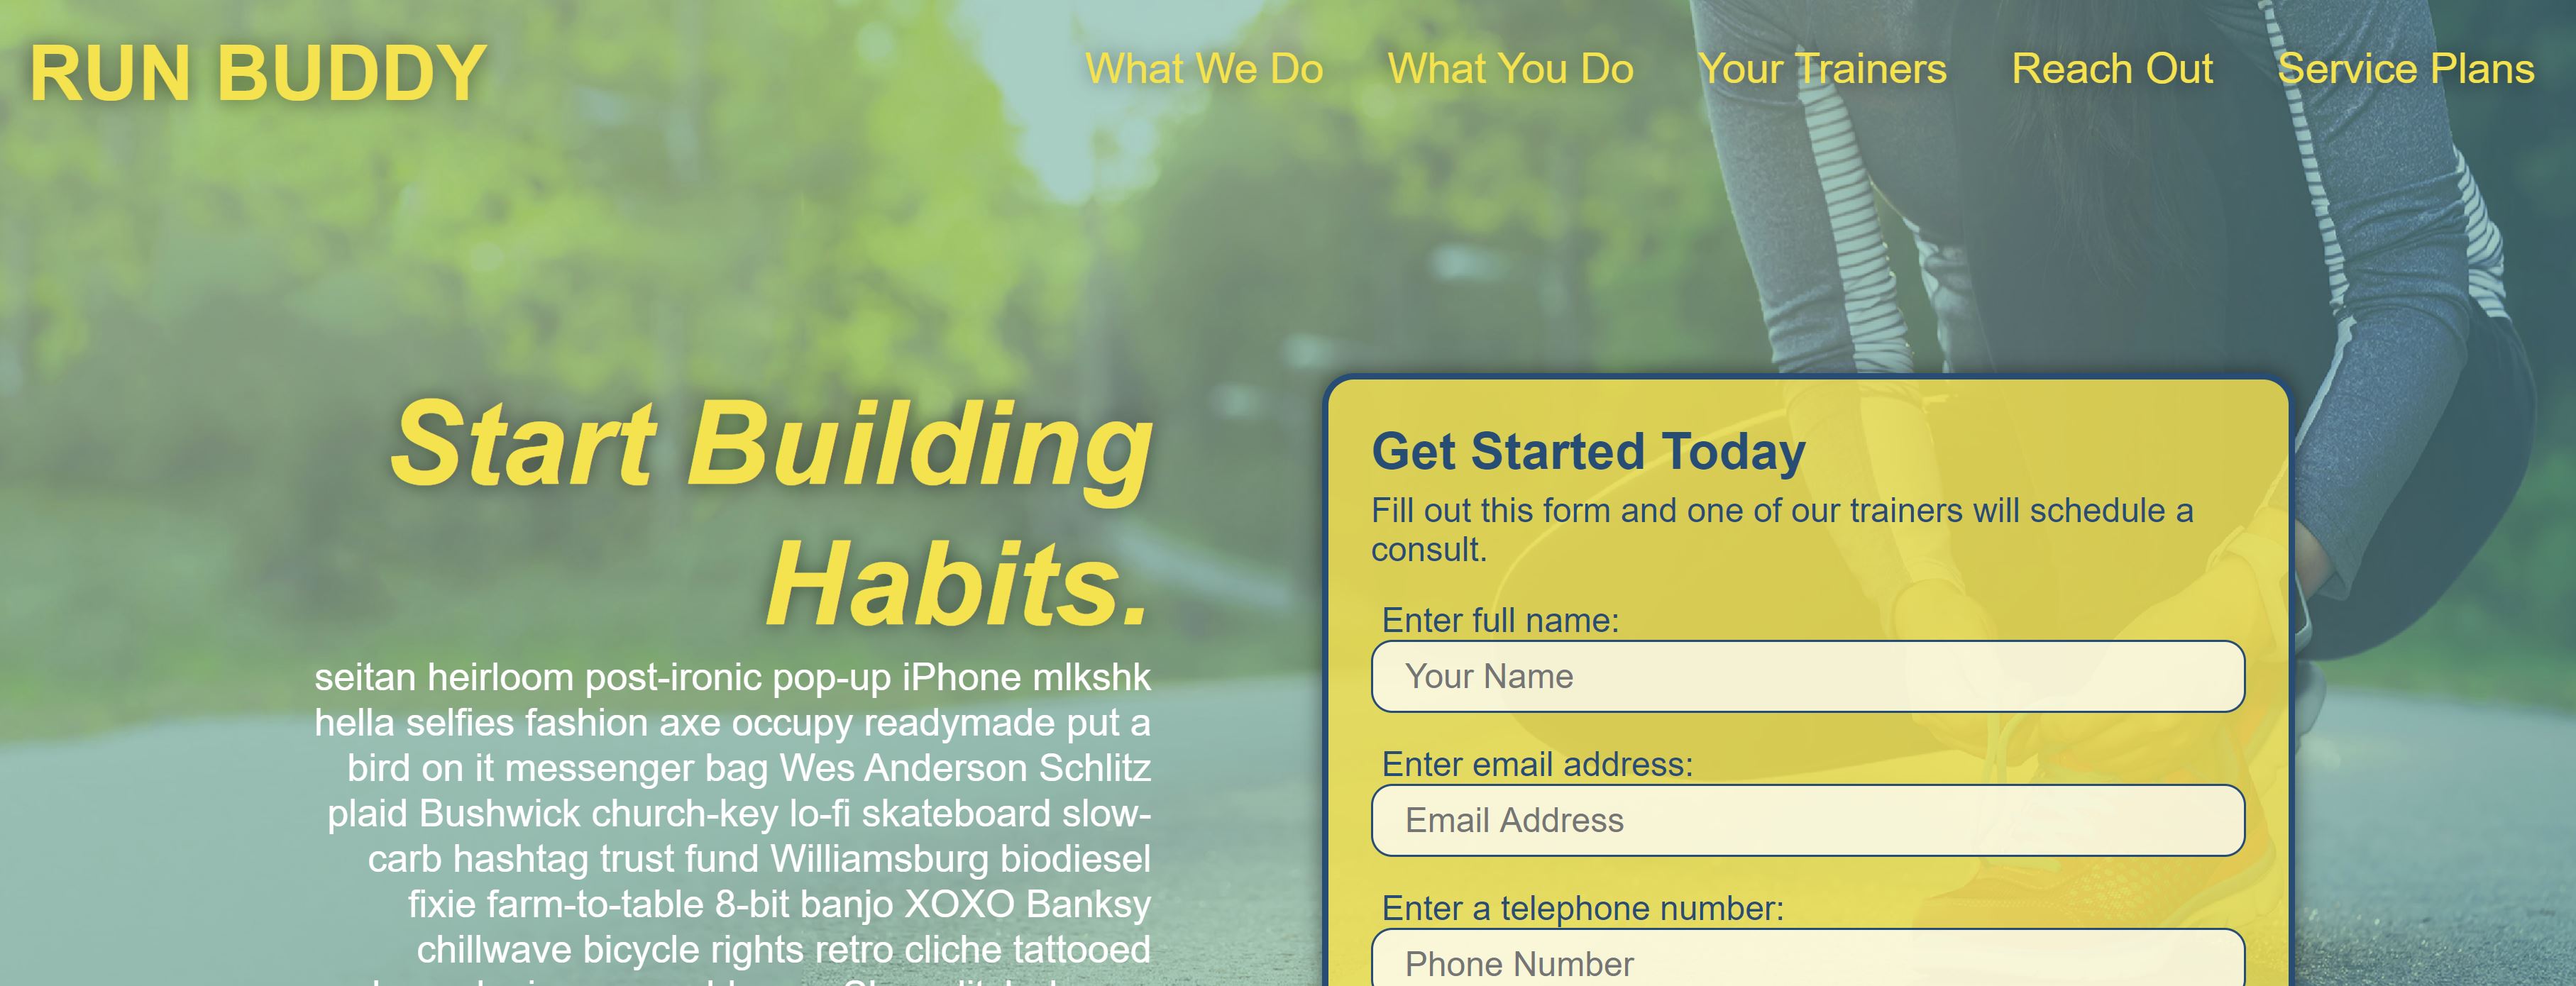 RUN BUDDY
What We Do What You Do Your Trainers Reach Out Service Plans
Start Building
Habits.
seitan heirloom post-ironic pop-up iPhone mlkshk
hella selfies fashion axe occupy readymade put a
bird on it messenger bag Wes Anderson Schlitz
plaid Bushwick church-key lo-fi skateboard slow-
carb hashtag trust fund Williamsburg biodiesel
fixie farm-to-table 8-bit banjo XOXO Banksy
chillwave bicycle rights retro cliche tattooed
Get Started Today
Fill out this form and one of our trainers will schedule a
consult.
Enter full name:
Your Name
Enter email address:
Email Address
Enter a telephone number:
Phone Number